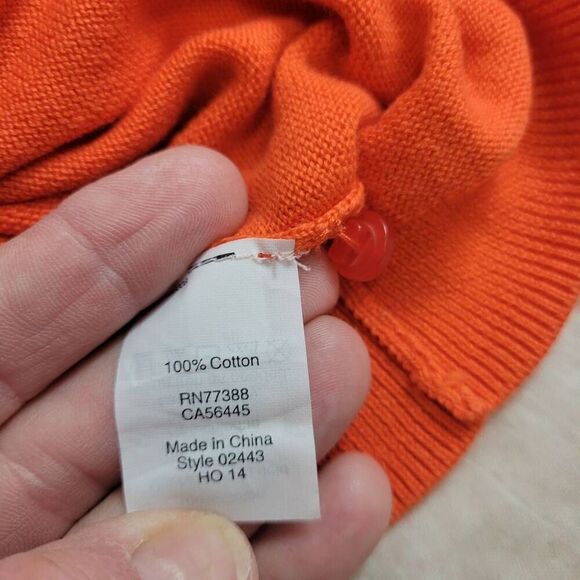 100% Cotton
RN77388
CA56445
Made in China
Style 02443
HO 14